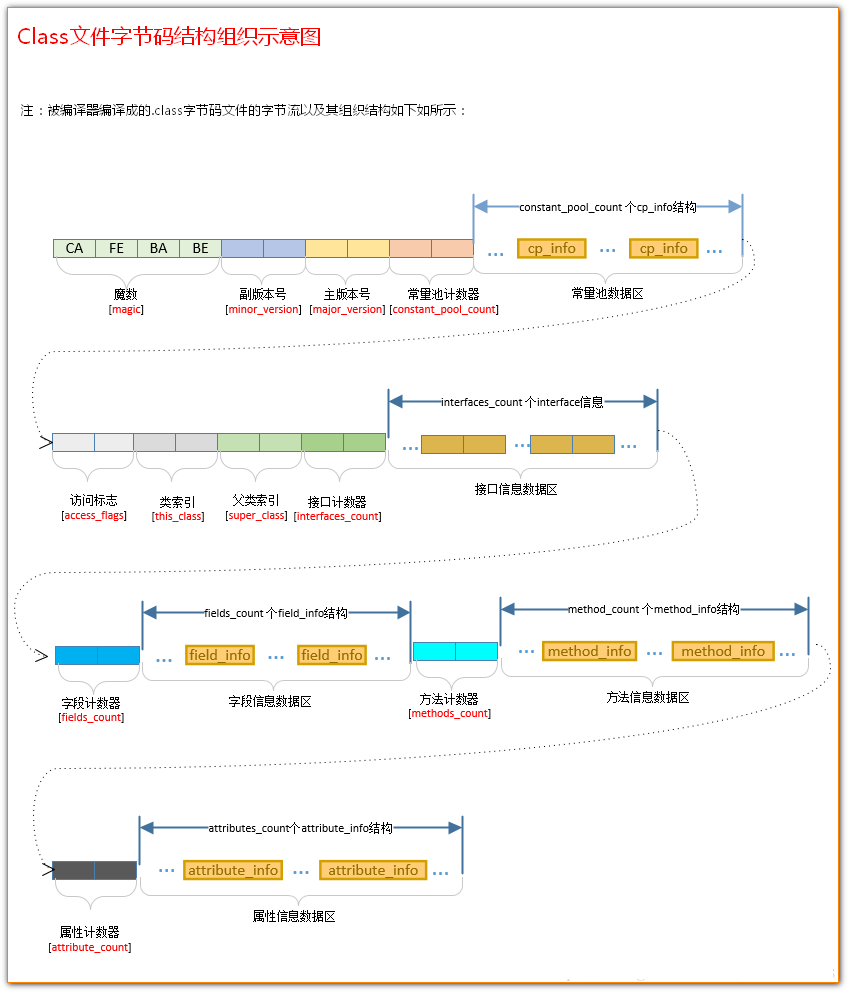 Class文件字节码结构组织示意图
注：被编译器编译成的.class字节码文件的字节流以及其组织结构如下如所示：
constant_pool_count 个cp_info结构
CA FE BA BE ... cp_info ... cp_info ...
魔数 副版本号 主版本号 常量池计数器 常量池数据区
[magic] [minor_version] [major_version] [constant_pool_count]
interfaces_count 个interface信息
... ... ...
访问标志 类索引 父类索引 接口计数器 接口信息数据区
[access_flags] [this_class] [super_class] [interfaces_count]
fields_count 个field_info结构 method_count 个method_info结构
... field_info ... field_info ... ... method_info ... method_info ...
字段计数器 字段信息数据区 方法计数器 方法信息数据区
[fields_count] [methods_count]
attributes_count个attribute_info结构
... attribute_info ... attribute_info ...
属性计数器 属性信息数据区
[attribute_count]